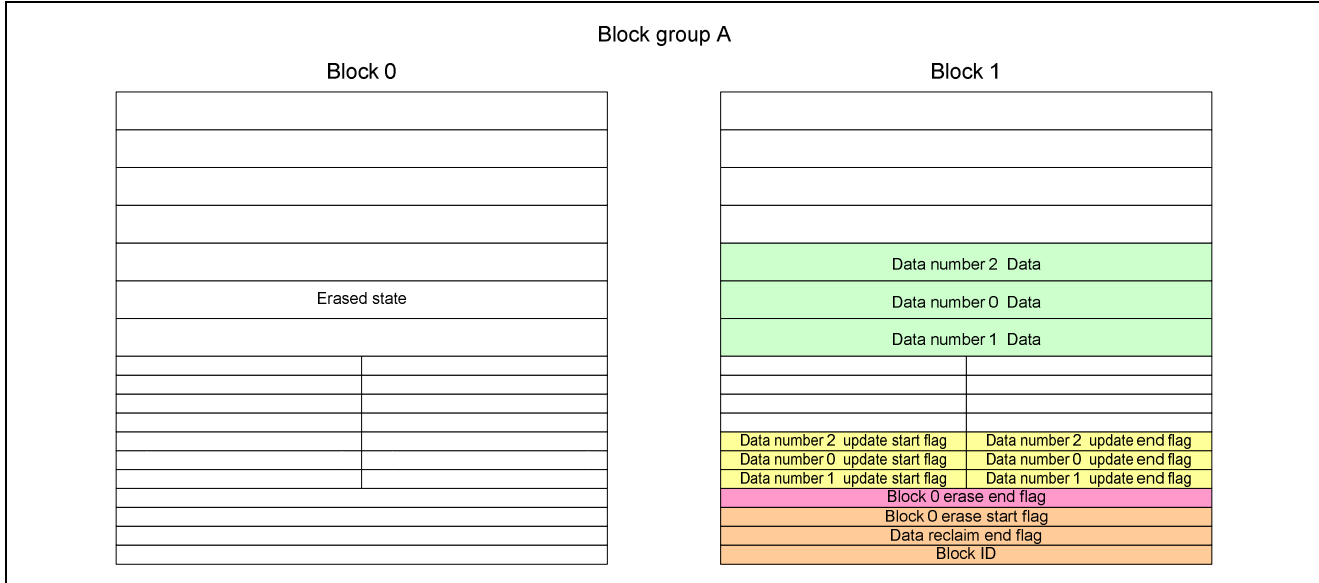 Block group A
Block 0
Block 1
Erased state
Data number 2 Data
Data number 0 Data
Data number 1 Data
Data number 2 update start flag
Data number 2 update end flag
Data number 0 update start flag
Data number 0 update end flag
Data number 1 update start flag
Data number 1 update end flag
Block 0 erase end flag
Block 0 erase start flag
Data reclaim end flag
Block ID